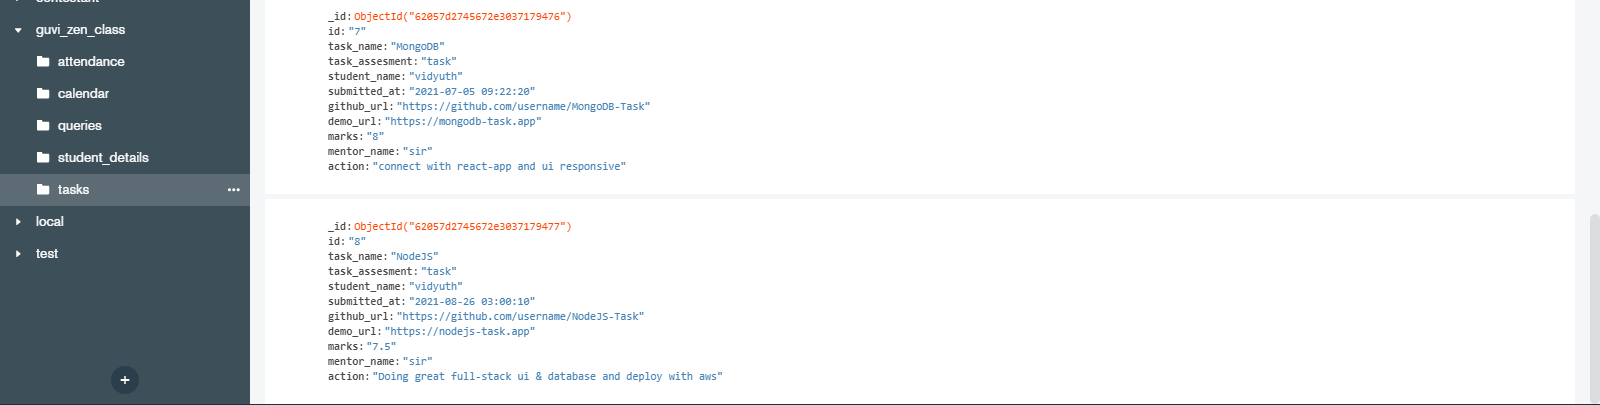 contestant
guvi_zen_class
attendance
calendar
queries
student_details
tasks
local
test
_id: ObjectId("62057d2745672e3037179476")
id: "7"
task_name: "MongoDB"
task_assesment: "task"
student_name: "vidyuth"
submitted_at: "2021-07-05 09:22:20"
github_url: "https://github.com/username/MongoDB-Task"
demo_url: "https://mongodb-task.app"
marks: "8"
mentor_name: "sir"
action: "connect with react-app and ui responsive"
_id: ObjectId("62057d2745672e3037179477")
id: "8"
task_name: "NodeJS"
task_assesment: "task"
student_name: "vidyuth"
submitted_at: "2021-08-26 03:00:10"
github_url: "https://github.com/username/NodeJS-Task"
demo_url: "https://nodejs-task.app"
marks: "7.5"
mentor_name: "sir"
action: "Doing great full-stack ui & database and deploy with aws"